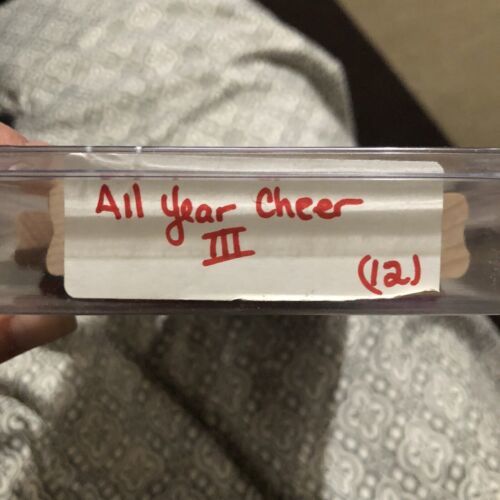 All Year Cheer
III
(12)